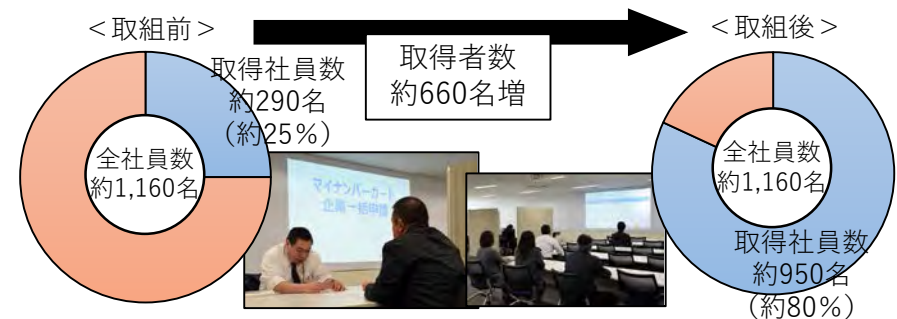 <取組前>
取得社員数
約290名
(約25%)
全社員数
約1,160名
取得者数
約660名増
マイナンバーカード
企業一括申請
<取組後>
全社員数
約1,160名
取得社員数
約950名
(約80%)